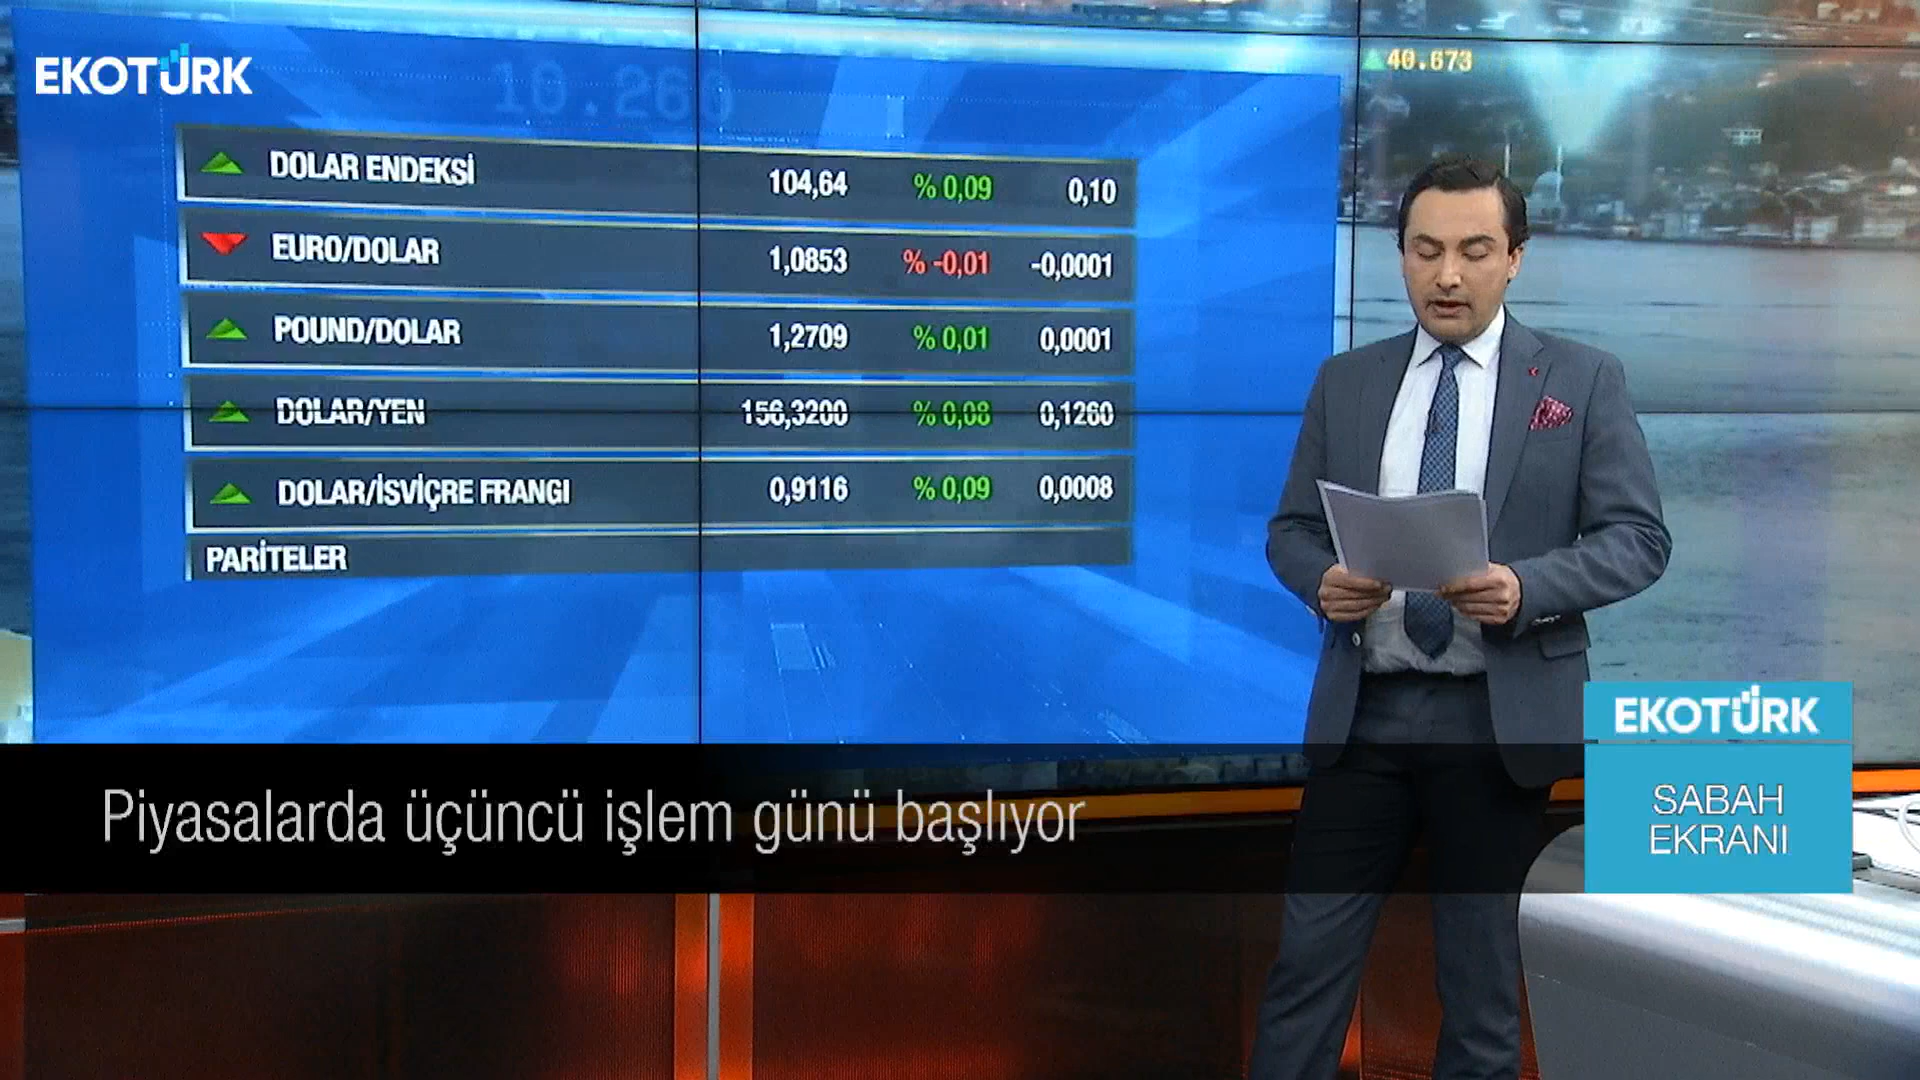 EKOTÜRK
10.260
40.673
DOLAR ENDEKSİ 104,64 % 0,09 0,10
EURO/DOLAR 1,0853 % -0,01 -0,0001
POUND/DOLAR 1,2709 % 0,01 0,0001
DOLAR/YEN 156,3200 % 0,08 0,1260
DOLAR/İSVİÇRE FRANGI 0,9116 % 0,09 0,0008
PARİTELER
EKOTÜRK
Piyasalarda üçüncü işlem günü başlıyor
SABAH
EKRANI